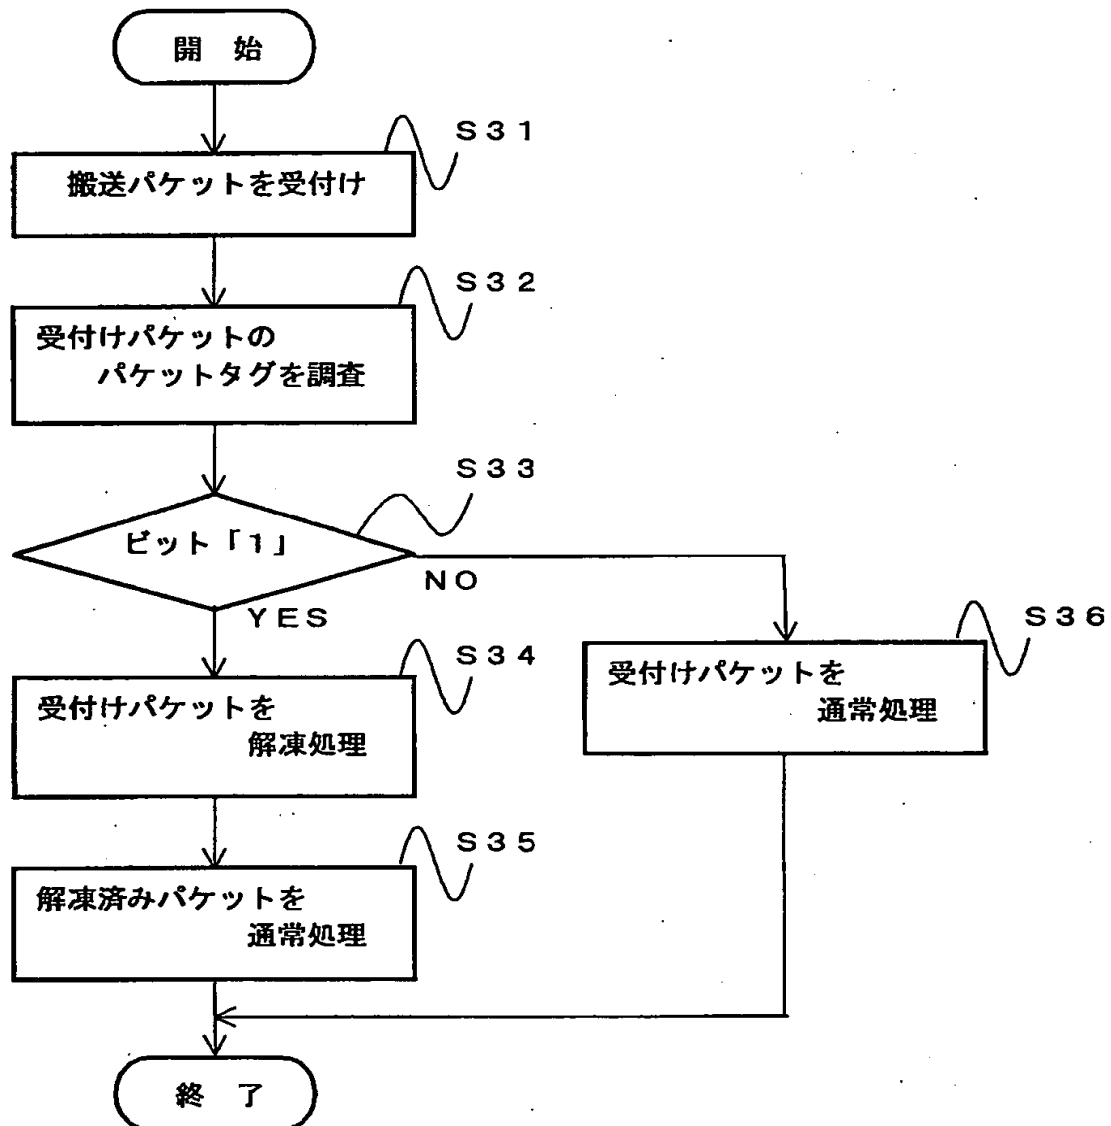 開 始
S31
搬送パケットを受付け
S32
受付けパケットの
パケットタグを調査
S33
ビット「1」
NO
YES
S34
受付けパケットを
解凍処理
S36
受付けパケットを
通常処理
S35
解凍済みパケットを
通常処理
終 了